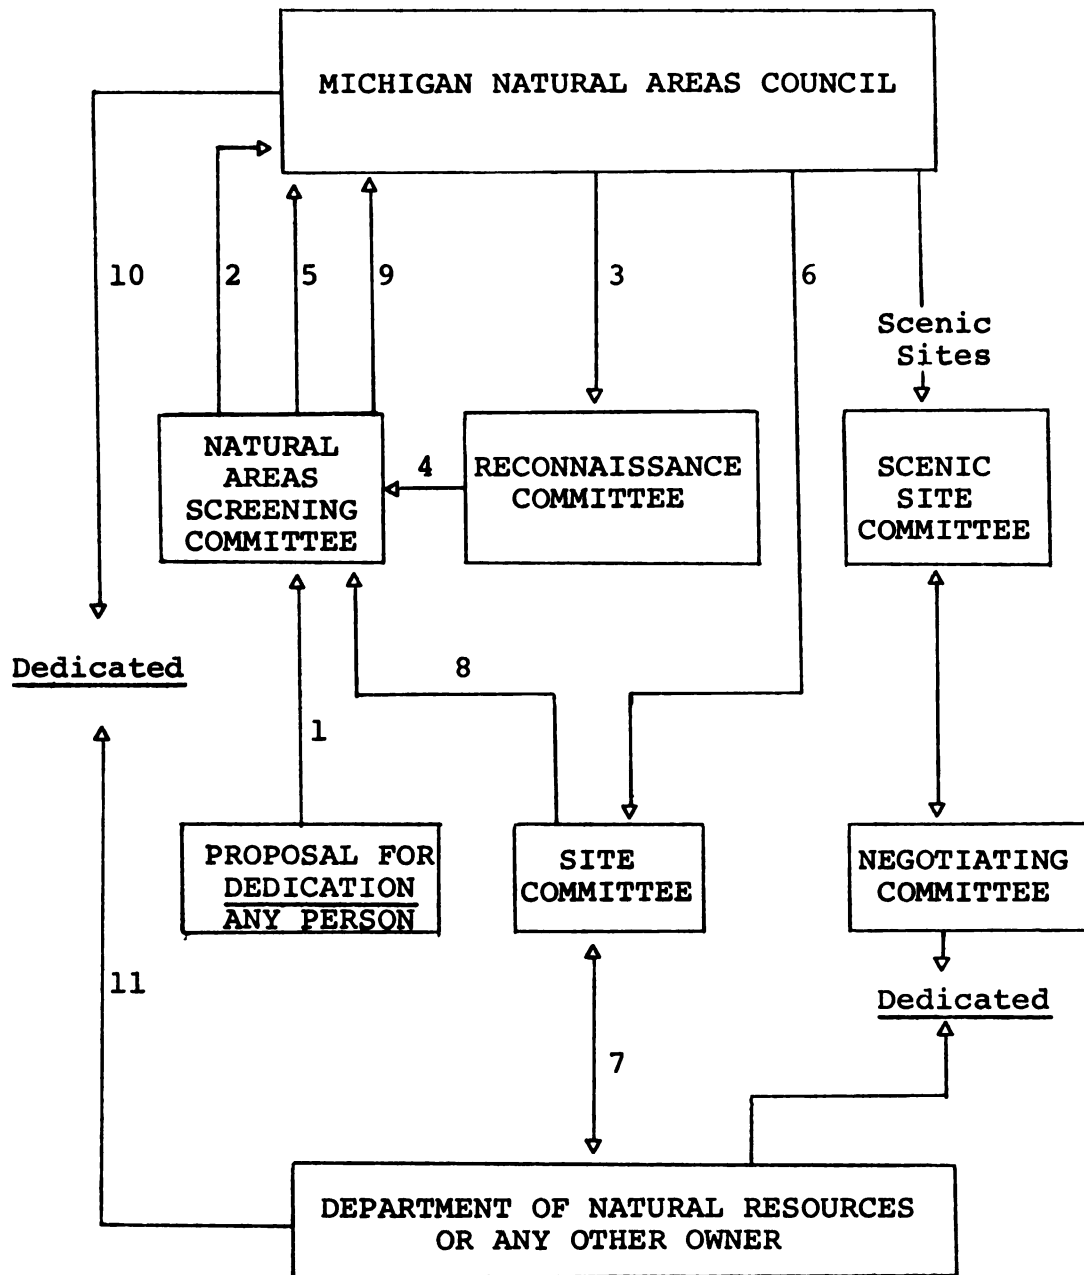 MICHIGAN NATURAL AREAS COUNCIL
10
2
5
9
3
6
Scenic
Sites
NATURAL
AREAS
SCREENING
COMMITTEE
4
RECONNAISSANCE
COMMITTEE
SCENIC
SITE
COMMITTEE
Dedicated
8
1
PROPOSAL FOR
DEDICATION
ANY PERSON
SITE
COMMITTEE
NEGOTIATING
COMMITTEE
11
Dedicated
7
DEPARTMENT OF NATURAL RESOURCES
OR ANY OTHER OWNER